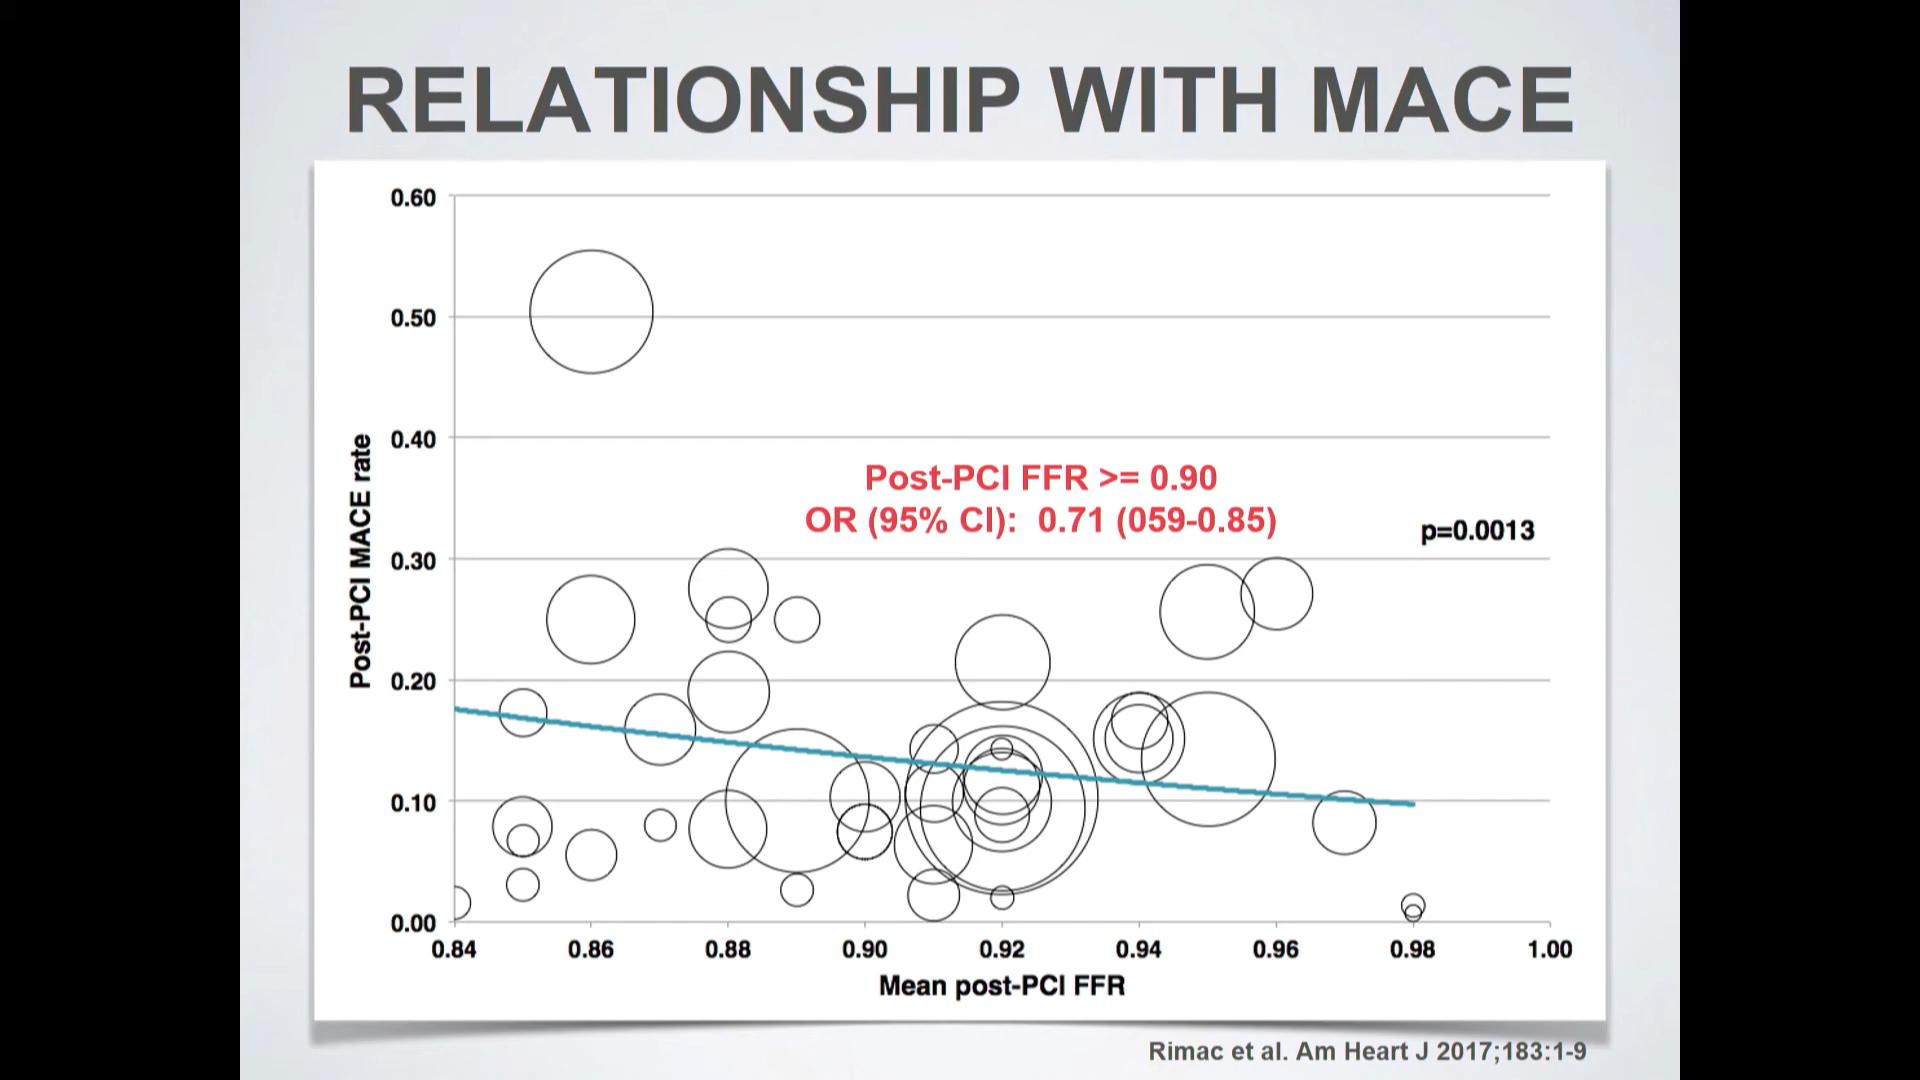 RELATIONSHIP WITH MACE
0.60
0.50
0.40
0.30
0.20
0.10
0.00
Post-PCI MACE rate
Post-PCI FFR >= 0.90
OR (95% CI): 0.71 (059-0.85)
p=0.0013
0.84 0.86 0.88 0.90 0.92 0.94 0.96 0.98 1.00
Mean post-PCI FFR
Rimac et al. Am Heart J 2017;183:1-9